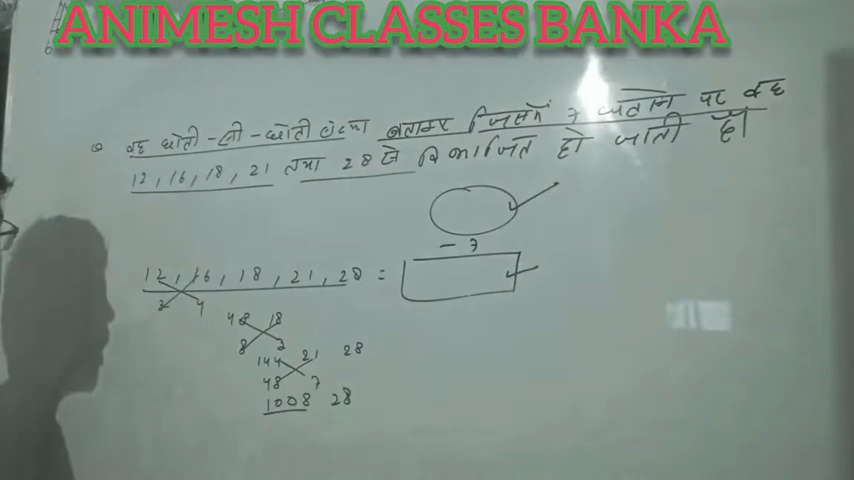 ANIMESH CLASSES BANKA
वह छोटी-सी-छोटी संख्या बताइए जिसमें 7 घटाने पर वह
12, 16, 18, 21 तथा 28 से विभाजित हो जाती है।
- 7
12, 16, 18, 21, 28 =
3 4
48 18
8 3
144 21 28
48 7
1008 28